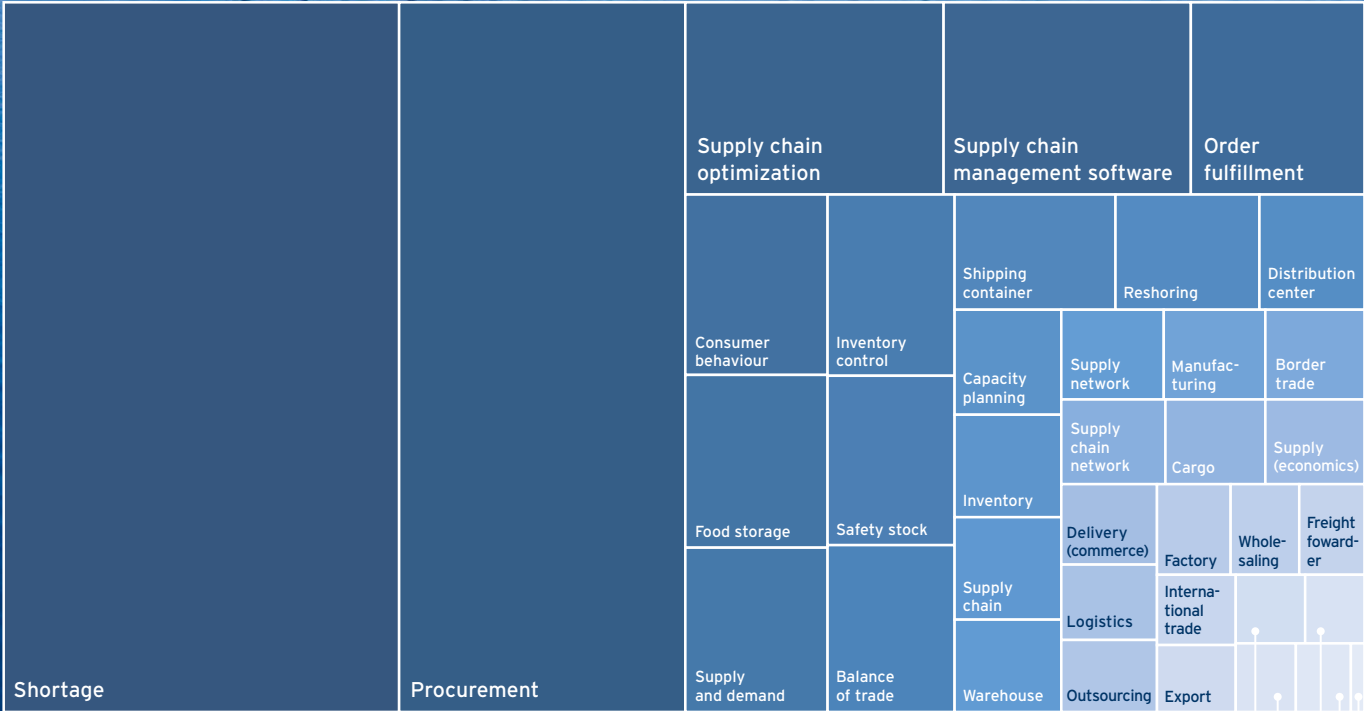 Supply chain
optimization
Supply chain
management software
Order
fulfillment
Shipping
container
Reshoring
Distribution
center
Consumer
behaviour
Inventory
control
Capacity
planning
Supply
network
Manufac-
turing
Border
trade
Supply
chain
network
Cargo
Supply
(economics)
Food storage
Safety stock
Inventory
Delivery
(commerce)
Factory
Whole-
saling
Freight
foward-
er
Supply
chain
Logistics
Interna-
tional
trade
Shortage
Procurement
Supply
and demand
Balance
of trade
Warehouse
Outsourcing
Export